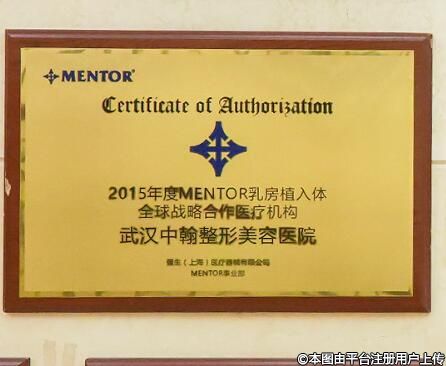 MENTOR®
Certificate of Authorization
2015年度MENTOR乳房植入体
全球战略合作医疗机构
武汉中翰整形美容医院
强生（上海）医疗器械有限公司
MENTOR事业部
©本图由平台注册用户上传